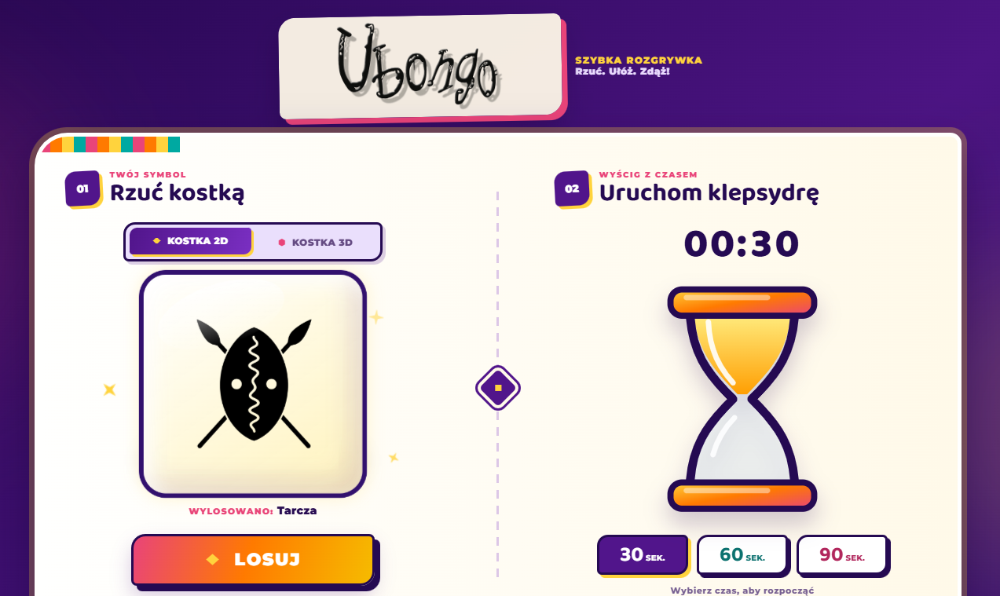 Ubongo
SZYBKA ROZGRYWKA
Rzuć. Ułóż. Zdąż!
01
TWÓJ SYMBOL
Rzuć kostką
KOSTKA 2D
KOSTKA 3D
WYLOSOWANO: Tarcza
LOSUJ
02
WYŚCIG Z CZASEM
Uruchom klepsydrę
00:30
30 SEK.
60 SEK.
90 SEK.
Wybierz czas, aby rozpocząć